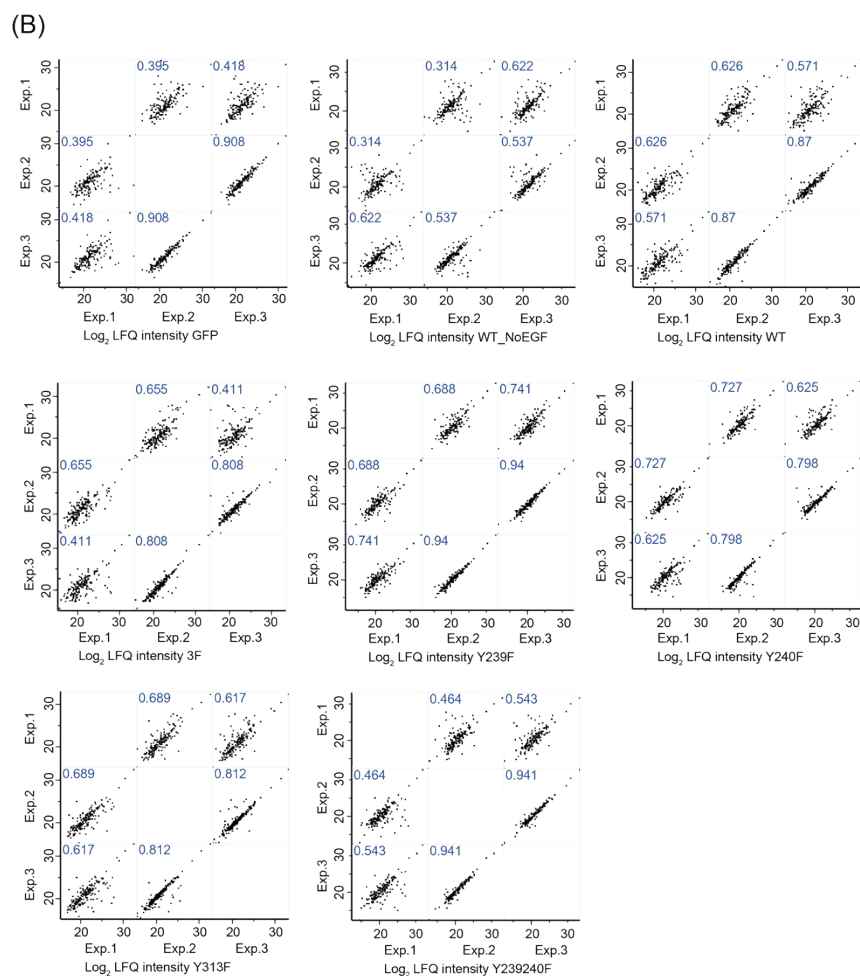 (B)
0.395 0.418 0.314 0.622 0.626 0.571
30 30 30
Exp.1 Exp.1 Exp.1
20 20 20
0.395 0.908 0.314 0.537 0.626 0.87
30 30 30
Exp.2 Exp.2 Exp.2
20 20 20
0.418 0.908 0.622 0.537 0.571 0.87
30 30 30
Exp.3 Exp.3 Exp.3
20 20 20
20 30 20 30 20 30 20 30 20 30 20 30 20 30 20 30 20 30
Exp.1 Exp.2 Exp.3 Exp.1 Exp.2 Exp.3 Exp.1 Exp.2 Exp.3
Log2 LFQ intensity GFP Log2 LFQ intensity WT_NoEGF Log2 LFQ intensity WT
0.655 0.411 0.688 0.741 0.727 0.625
30 30 30
Exp.1 Exp.1 Exp.1
20 20 20
0.655 0.808 0.688 0.94 0.727 0.798
30 30 30
Exp.2 Exp.2 Exp.2
20 20 20
0.411 0.808 0.741 0.94 0.625 0.798
30 30 30
Exp.3 Exp.3 Exp.3
20 20 20
20 30 20 30 20 30 20 30 20 30 20 30 20 30 20 30 20 30
Exp.1 Exp.2 Exp.3 Exp.1 Exp.2 Exp.3 Exp.1 Exp.2 Exp.3
Log2 LFQ intensity 3F Log2 LFQ intensity Y239F Log2 LFQ intensity Y240F
0.689 0.617 0.464 0.543
30 30
Exp.1 Exp.1
20 20
0.689 0.812 0.464 0.941
30 30
Exp.2 Exp.2
20 20
0.617 0.812 0.543 0.941
30 30
Exp.3 Exp.3
20 20
20 30 20 30 20 30 20 30 20 30 20 30
Exp.1 Exp.2 Exp.3 Exp.1 Exp.2 Exp.3
Log2 LFQ intensity Y313F Log2 LFQ intensity Y239240F